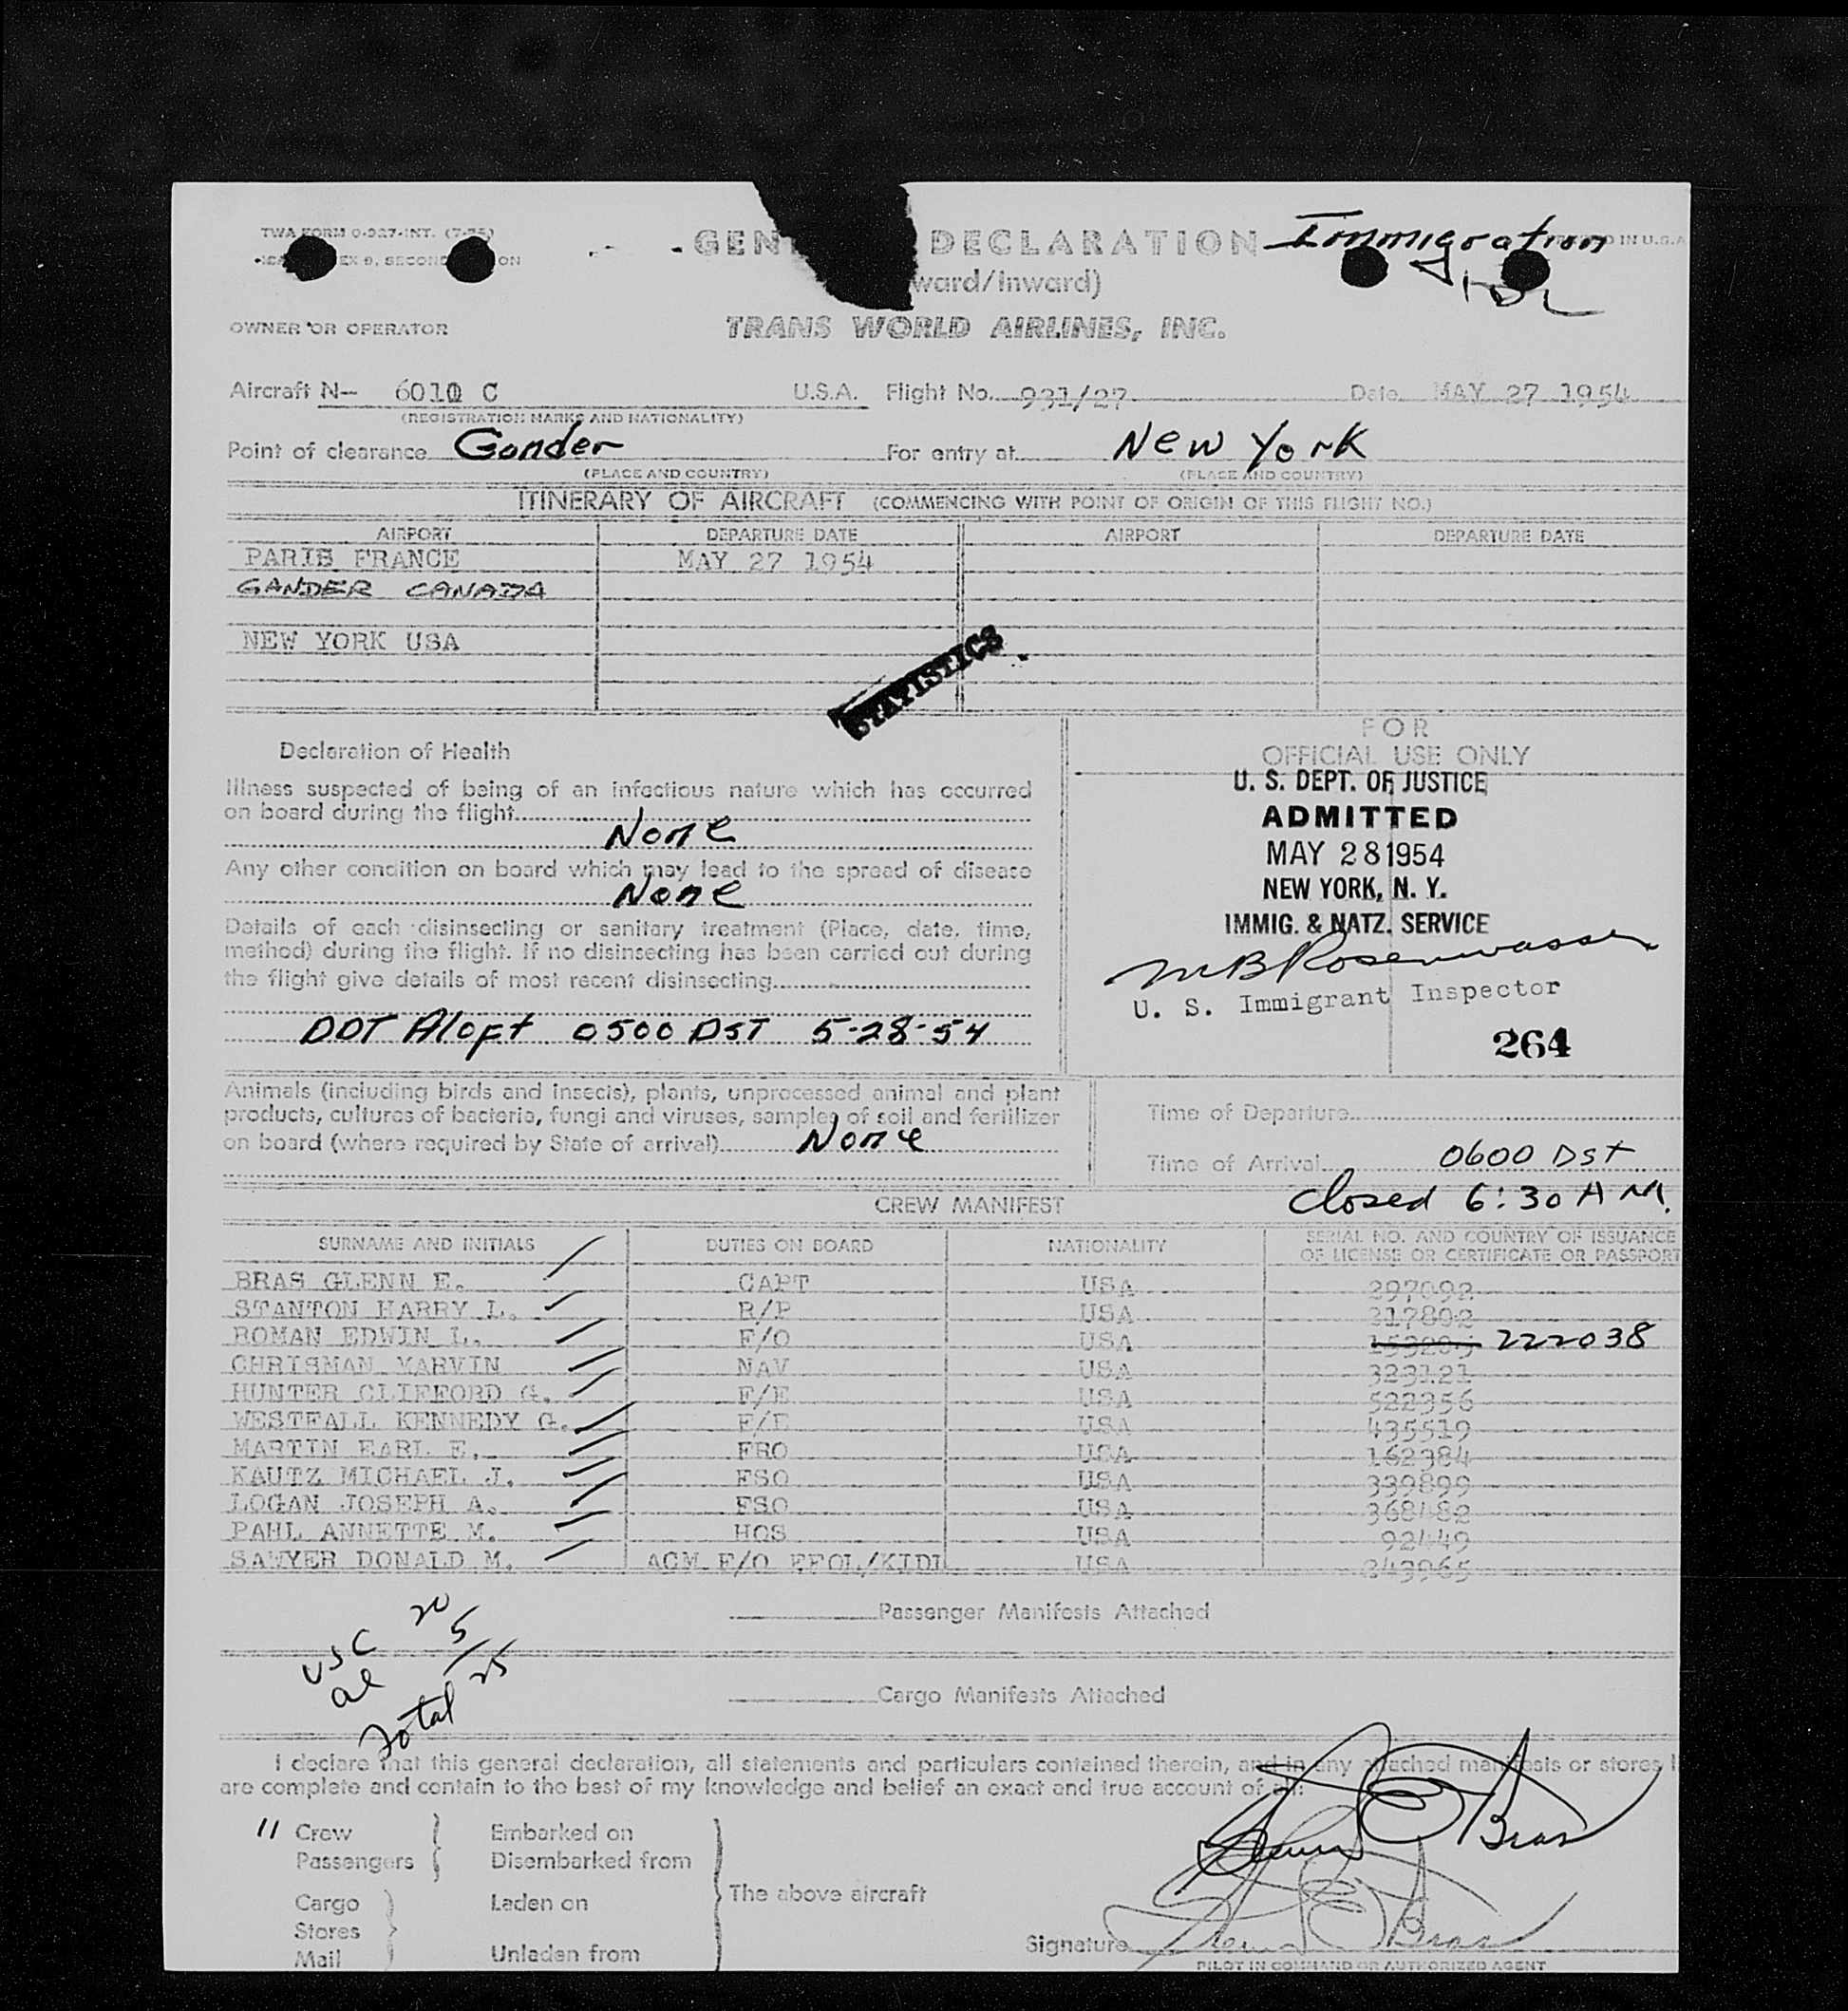 TWA FORM 0-327-INT.
GEN DECLARATION Immigration IN U.S.A
EX 9, SECOND ON
ward/Inward)
OWNER OR OPERATOR
TRANS WORLD AIRLINES, INC.
Aircraft N- C U.S.A. Flight No. 931/27 Date MAY 27 1954
(REGISTRATION MARKS AND NATIONALITY)
Point of clearance Gander For entry at New York
(PLACE AND COUNTRY) (PLACE AND COUNTRY)
ITINERARY OF AIRCRAFT (COMMENCING WITH POINT OF ORIGIN OF THIS FLIGHT NO.)
AIRPORT DEPARTURE DATE AIRPORT DEPARTURE DATE
PARIS FRANCE MAY 27 1954
GANDER CANADA
NEW YORK USA
STATISTICS
FOR
OFFICIAL USE ONLY
Declaration of Health
Illness suspected of being of an infectious nature which has occurred
on board during the flight
None
Any other condition on board which may lead to the spread of disease
None
Details of each disinsecting or sanitary treatment (Place, date, time,
method) during the flight. If no disinsecting has been carried out during
the flight give details of most recent disinsecting
DDT Aloft 0500 DST 5-28-54
U. S. DEPT. OF JUSTICE
ADMITTED
MAY 28 1954
NEW YORK, N. Y.
IMMIG. & NATZ. SERVICE
MB Rosenwasser
U. S. Immigrant Inspector
264
Animals (including birds and insects), plants, unprocessed animal and plant
products, cultures of bacteria, fungi and viruses, samples of soil and fertilizer
on board (where required by State of arrival) None
Time of Departure
Time of Arrival 0600 DST
Closed 6:30 A M.
CREW MANIFEST
SURNAME AND INITIALS DUTIES ON BOARD NATIONALITY SERIAL NO. AND COUNTRY OF ISSUANCE
OF LICENSE OR CERTIFICATE OR PASSPORT
BRAS GLENN E. CAPT USA 297092
STANTON HARRY L. R/P USA 217802
ROMAN EDWIN L. F/O USA 222038
CHRISMAN MARVIN NAV USA 323121
HUNTER CLIFFORD G. F/E USA 522356
WESTFALL KENNEDY G. F/E USA 435519
MARTIN EARL E. FRO USA 162384
KAUTZ MICHAEL J. FSO USA 339899
LOGAN JOSEPH A. FSO USA 368482
PAHL ANNETTE M. HOS USA 92449
SAWYER DONALD M. ACM F/O USA 343965
Passenger Manifests Attached
USC 20
al 5
Total 25
Cargo Manifests Attached
I declare that this general declaration, all statements and particulars contained therein, and in any attached manifests or stores
are complete and contain to the best of my knowledge and belief an exact and true account of all:
11 Crew Embarked on
Passengers Disembarked from
Cargo Laden on The above aircraft
Stores
Mail Unladen from
Glenn E Bras
Signature Glenn E Bras
PILOT IN COMMAND OR AUTHORIZED AGENT